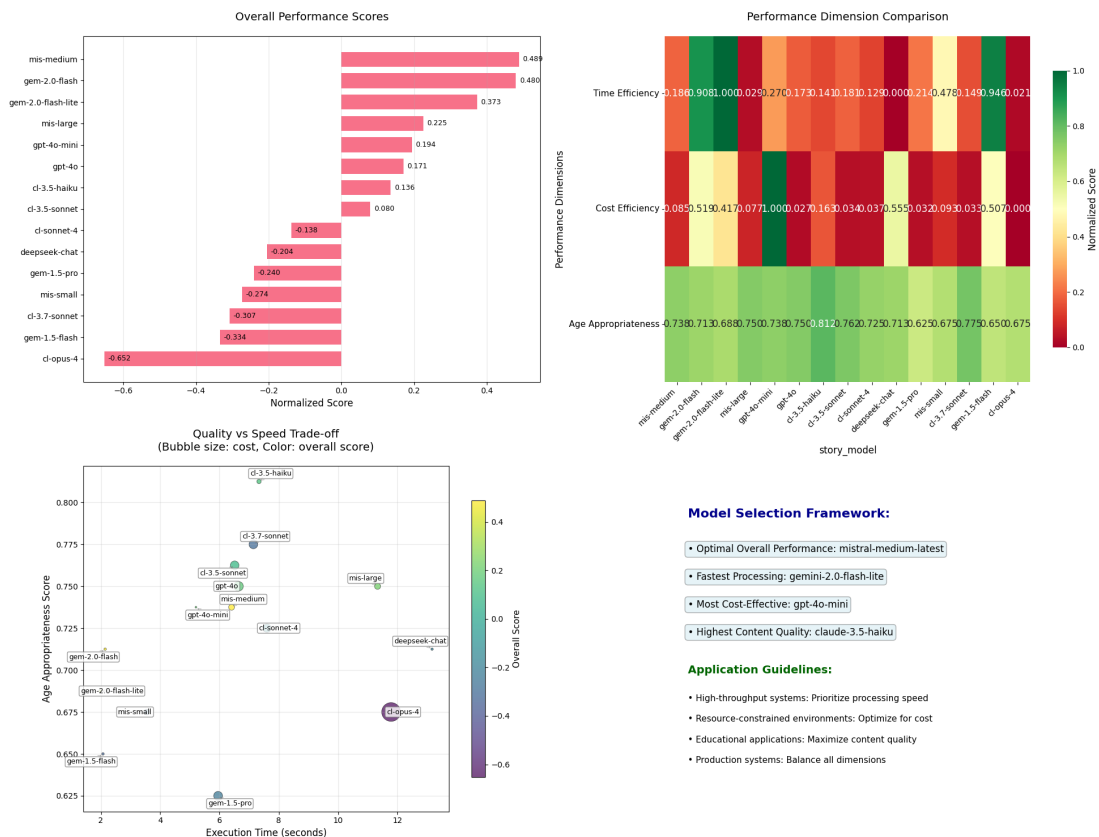 Overall Performance Scores
mis-medium
gem-2.0-flash
gem-2.0-flash-lite
mis-large
gpt-4o-mini
gpt-4o
cl-3.5-haiku
cl-3.5-sonnet
cl-sonnet-4
deepseek-chat
gem-1.5-pro
mis-small
cl-3.7-sonnet
gem-1.5-flash
cl-opus-4
0.489
0.480
0.373
0.225
0.194
0.171
0.136
0.080
-0.138
-0.204
-0.240
-0.274
-0.307
-0.334
-0.652
−0.6 −0.4 −0.2 0.0 0.2 0.4
Normalized Score
Performance Dimension Comparison
Performance Dimensions
Time Efficiency 0.186 0.908 1.000 0.029 0.270 0.173 0.141 0.181 0.129 0.000 0.214 0.478 0.149 0.946 0.021
Cost Efficiency 0.085 0.519 0.417 0.077 1.000 0.027 0.163 0.034 0.037 0.555 0.032 0.093 0.033 0.507 0.000
Age Appropriateness 0.738 0.713 0.688 0.750 0.738 0.750 0.812 0.762 0.725 0.713 0.625 0.675 0.775 0.650 0.675
mis-medium gem-2.0-flash gem-2.0-flash-lite mis-large gpt-4o-mini gpt-4o cl-3.5-haiku cl-3.5-sonnet cl-sonnet-4 deepseek-chat gem-1.5-pro mis-small cl-3.7-sonnet gem-1.5-flash cl-opus-4
story_model
1.0
0.8
0.6
0.4
0.2
0.0
Normalized Score
Quality vs Speed Trade-off
(Bubble size: cost, Color: overall score)
Age Appropriateness Score
0.800
0.775
0.750
0.725
0.700
0.675
0.650
0.625
cl-3.5-haiku
cl-3.7-sonnet
cl-3.5-sonnet
gpt-4o
mis-large
mis-medium
gpt-4o-mini
cl-sonnet-4
deepseek-chat
gem-2.0-flash
gem-2.0-flash-lite
mis-small
cl-opus-4
gem-1.5-flash
gem-1.5-pro
2 4 6 8 10 12
Execution Time (seconds)
0.4
0.2
0.0
−0.2
−0.4
−0.6
Overall Score
Model Selection Framework:
• Optimal Overall Performance: mistral-medium-latest
• Fastest Processing: gemini-2.0-flash-lite
• Most Cost-Effective: gpt-4o-mini
• Highest Content Quality: claude-3.5-haiku
Application Guidelines:
• High-throughput systems: Prioritize processing speed
• Resource-constrained environments: Optimize for cost
• Educational applications: Maximize content quality
• Production systems: Balance all dimensions